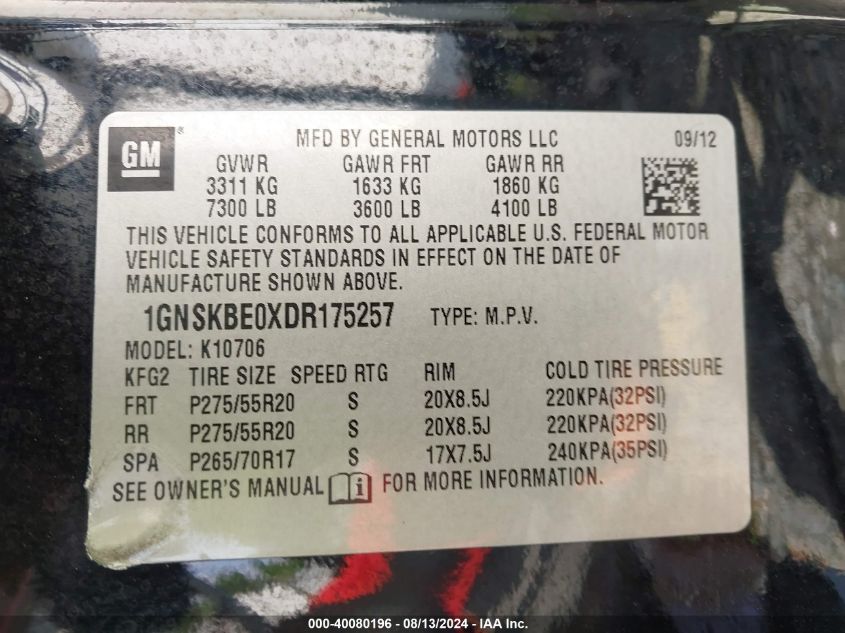 GM®
MFD BY GENERAL MOTORS LLC 09/12
GVWR GAWR FRT GAWR RR
3311 KG 1633 KG 1860 KG
7300 LB 3600 LB 4100 LB
THIS VEHICLE CONFORMS TO ALL APPLICABLE U.S. FEDERAL MOTOR
VEHICLE SAFETY STANDARDS IN EFFECT ON THE DATE OF
MANUFACTURE SHOWN ABOVE.
1GNSKBE0XDR175257 TYPE: M.P.V.
MODEL: K10706
KFG2 TIRE SIZE SPEED RTG RIM COLD TIRE PRESSURE
FRT P275/55R20 S 20X8.5J 220KPA(32PSI)
RR P275/55R20 S 20X8.5J 220KPA(32PSI)
SPA P265/70R17 S 17X7.5J 240KPA(35PSI)
SEE OWNER'S MANUAL i FOR MORE INFORMATION.
000-40080196 - 08/13/2024 - IAA Inc.